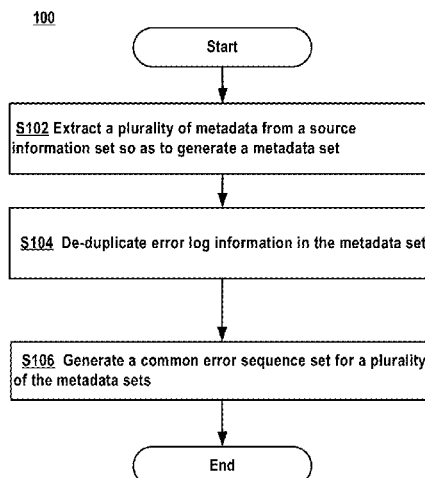 100
Start
S102 Extract a plurality of metadata from a source
information set so as to generate a metadata set
S104 De-duplicate error log information in the metadata set
S106 Generate a common error sequence set for a plurality
of the metadata sets
End